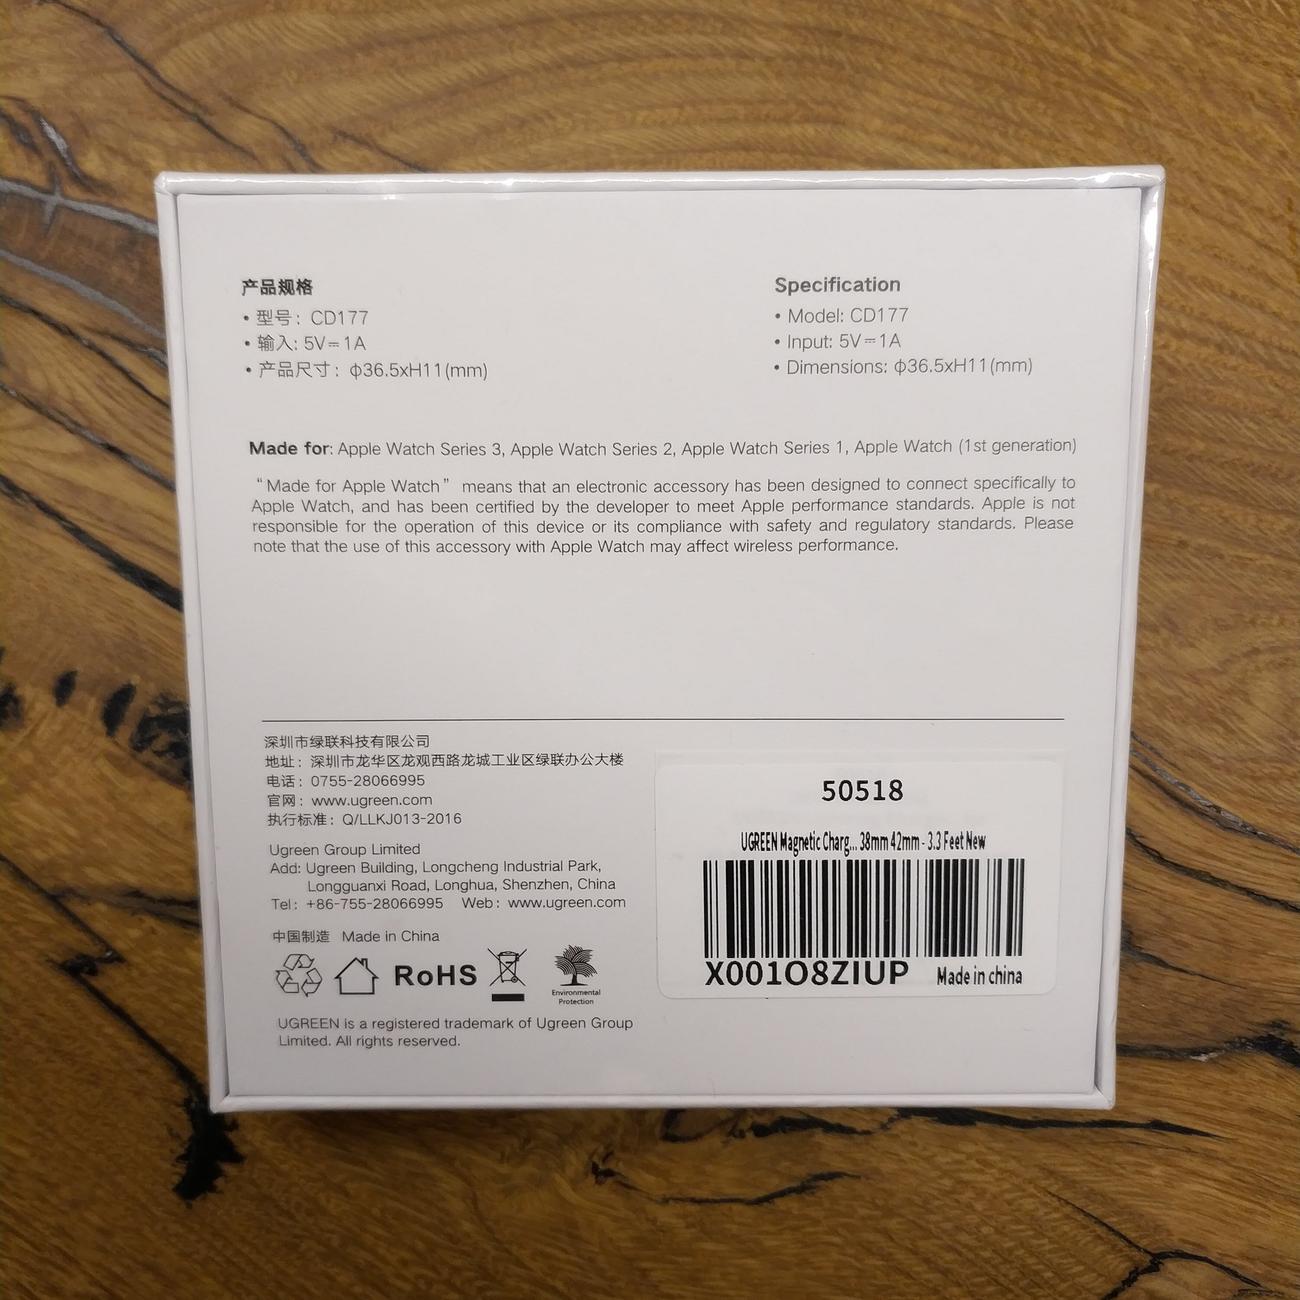 产品规格
• 型号: CD177
• 输入: 5V⎓1A
• 产品尺寸: φ36.5xH11(mm)
Specification
• Model: CD177
• Input: 5V⎓1A
• Dimensions: φ36.5xH11(mm)
Made for: Apple Watch Series 3, Apple Watch Series 2, Apple Watch Series 1, Apple Watch (1st generation)
“Made for Apple Watch” means that an electronic accessory has been designed to connect specifically to
Apple Watch, and has been certified by the developer to meet Apple performance standards. Apple is not
responsible for the operation of this device or its compliance with safety and regulatory standards. Please
note that the use of this accessory with Apple Watch may affect wireless performance.
深圳市绿联科技有限公司
地址: 深圳市龙华区龙观西路龙城工业区绿联办公大楼
电话: 0755-28066995
官网: www.ugreen.com
执行标准: Q/LLKJ013-2016
Ugreen Group Limited
Add: Ugreen Building, Longcheng Industrial Park,
Longguanxi Road, Longhua, Shenzhen, China
Tel: +86-755-28066995 Web: www.ugreen.com
中国制造 Made in China
RoHS
Environmental
Protection
UGREEN is a registered trademark of Ugreen Group
Limited. All rights reserved.
50518
UGREEN Magnetic Charg... 38mm 42mm - 3.3 Feet New
X001O8ZIUP Made in china